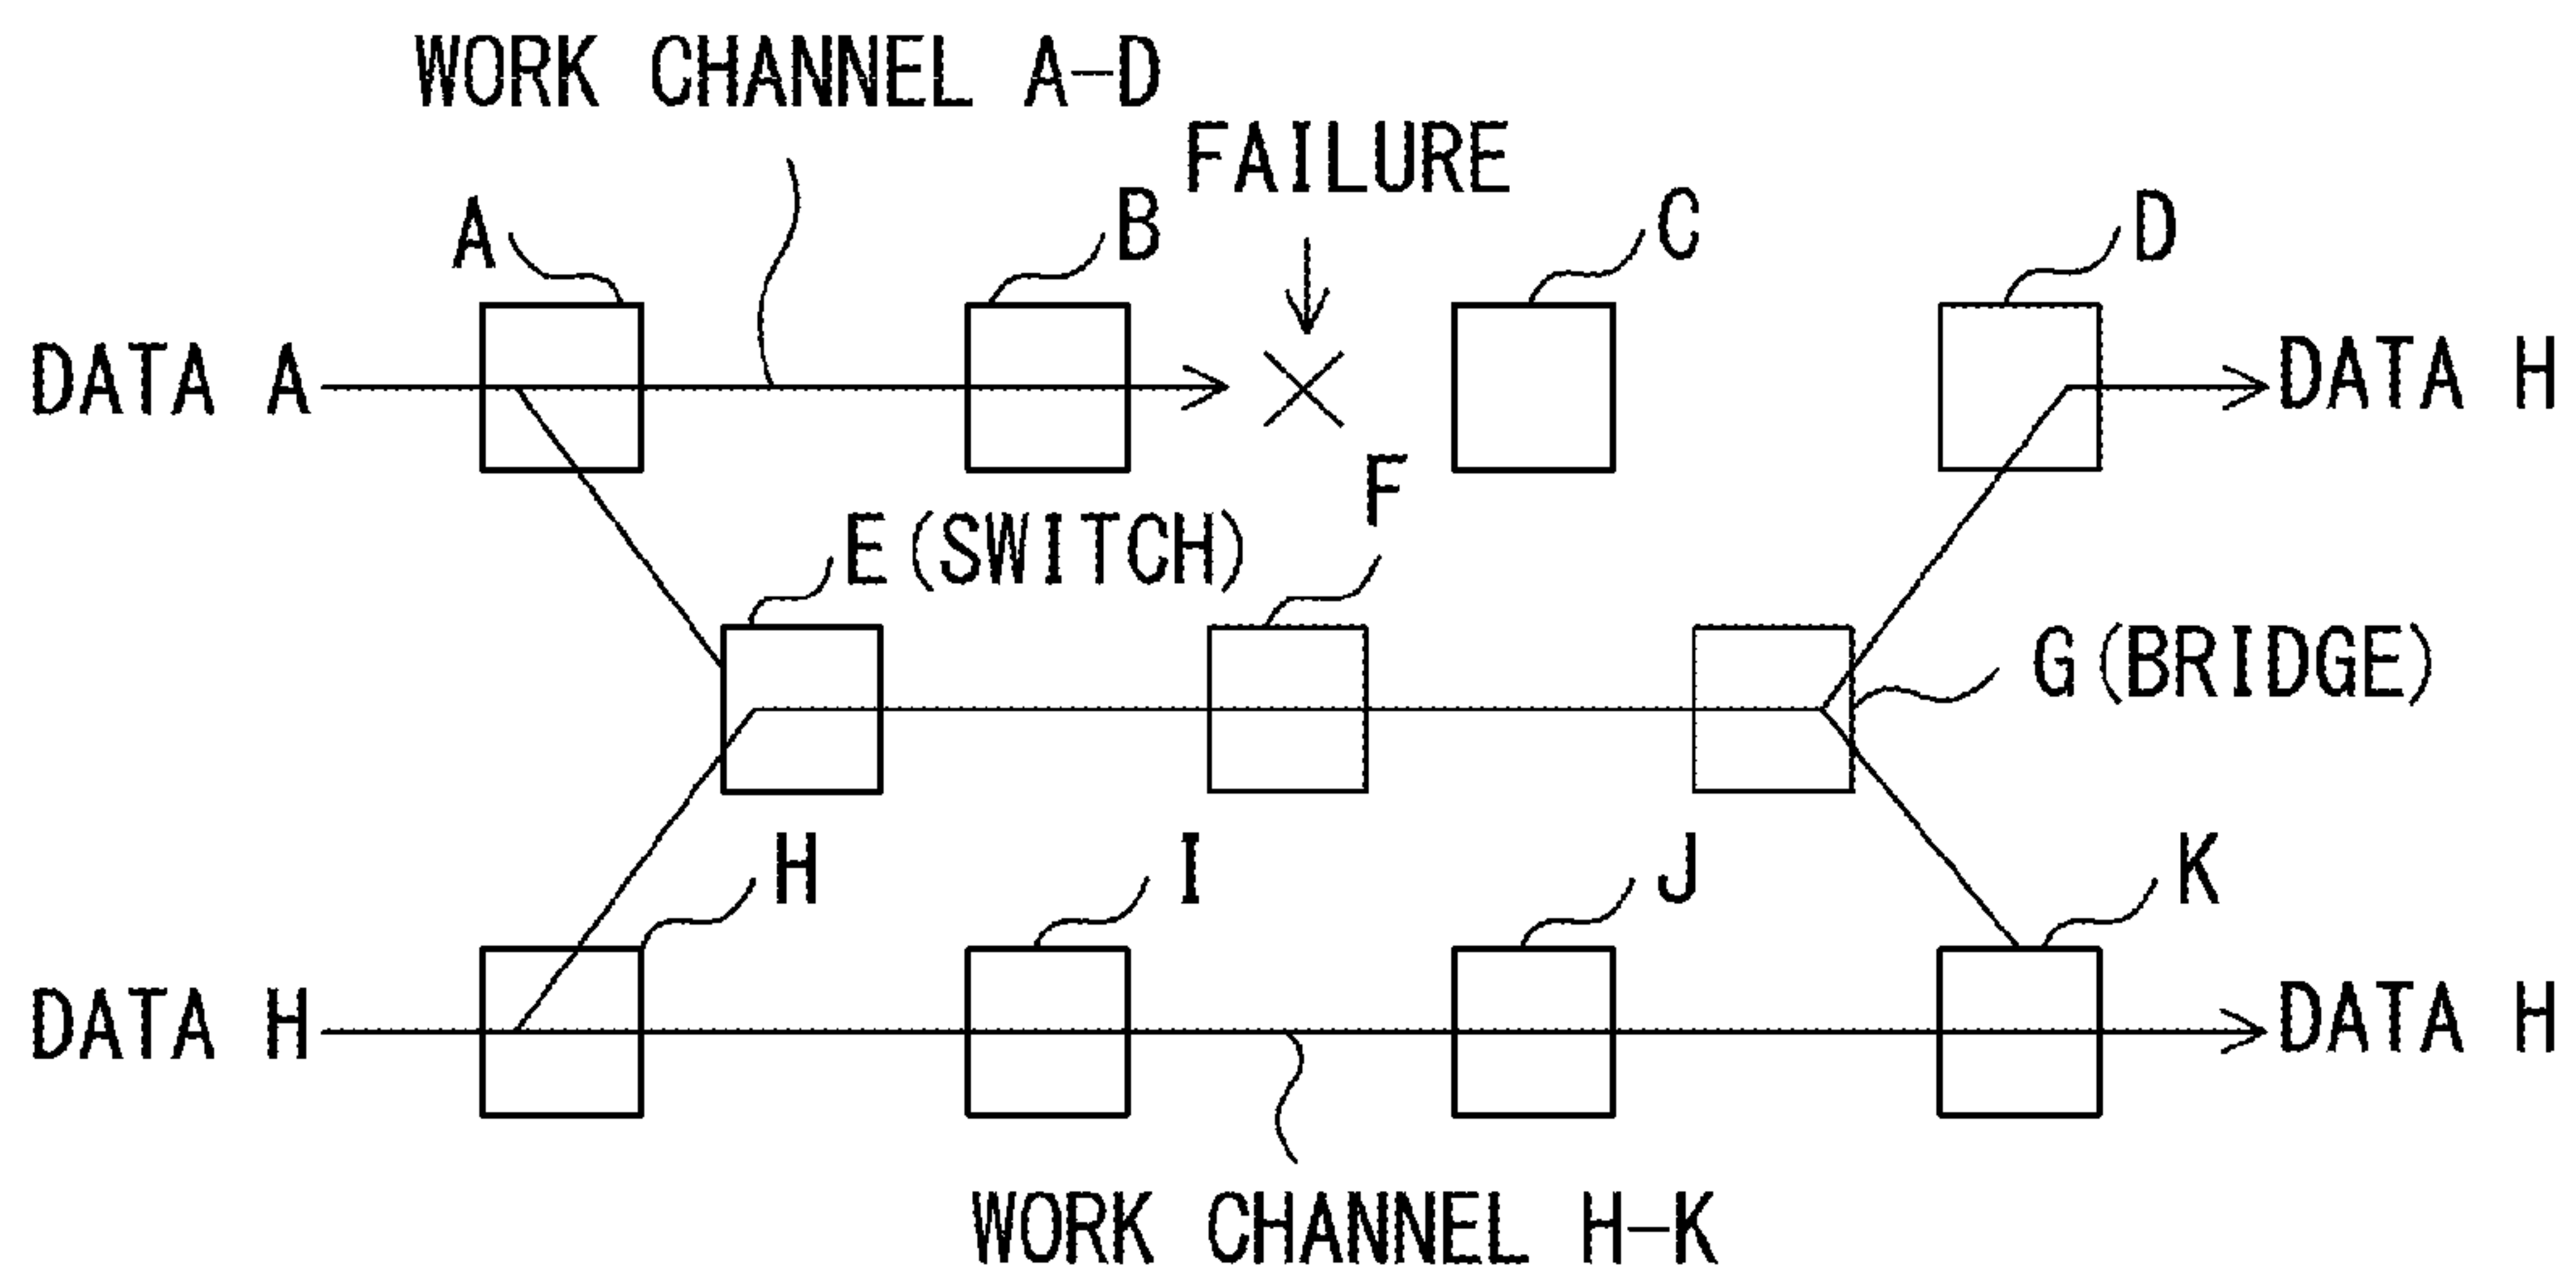 WORK CHANNEL A-D
FAILURE
A
B
C
D
DATA A
DATA H
E(SWITCH)
F
G(BRIDGE)
H
I
J
K
DATA H
DATA H
WORK CHANNEL H-K